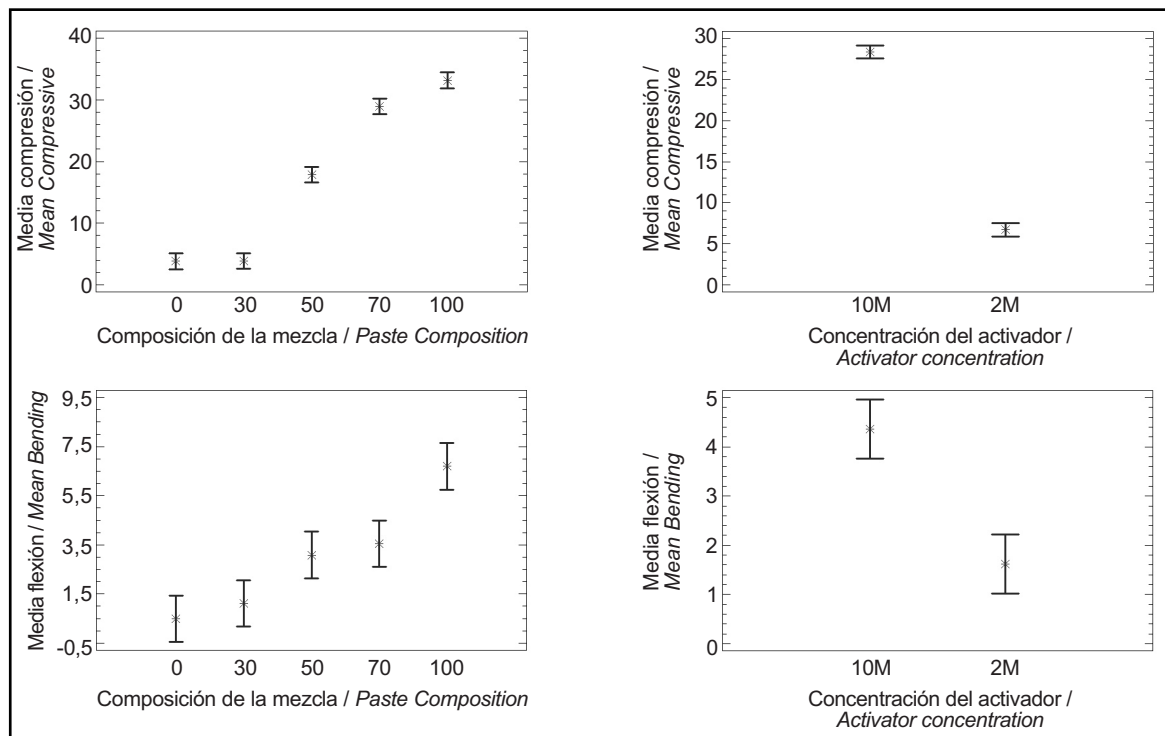 Media compresión /
Mean Compressive
40
30
20
10
0
0 30 50 70 100
Composición de la mezcla / Paste Composition
Media compresión /
Mean Compressive
30
25
20
15
10
5
0
10M 2M
Concentración del activador /
Activator concentration
Media flexión / Mean Bending
9,5
7,5
5,5
3,5
1,5
-0,5
0 30 50 70 100
Composición de la mezcla / Paste Composition
Media flexión /
Mean Bending
5
4
3
2
1
0
10M 2M
Concentración del activador /
Activator concentration